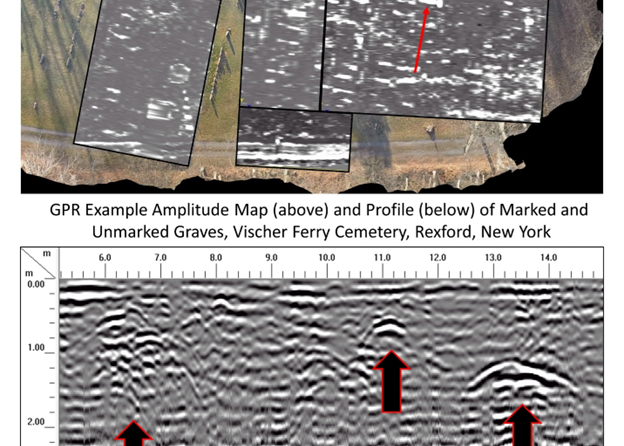 GPR Example Amplitude Map (above) and Profile (below) of Marked and
Unmarked Graves, Vischer Ferry Cemetery, Rexford, New York
m
6.0 7.0 8.0 9.0 10.0 11.0 12.0 13.0 14.0
m
0.00
1.00
2.00